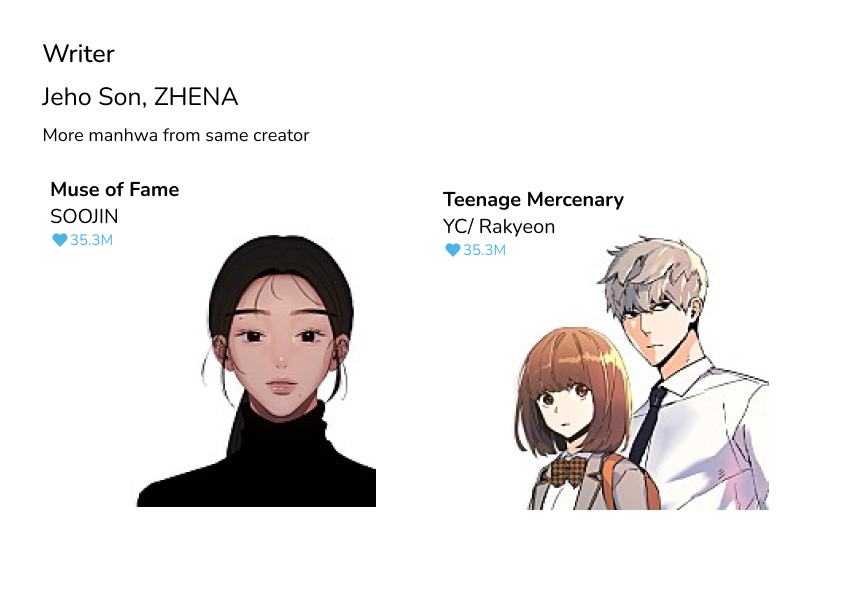 Writer
Jeho Son, ZHENA
More manhwa from same creator
Muse of Fame
SOOJIN
35.3M
Teenage Mercenary
YC/ Rakyeon
35.3M